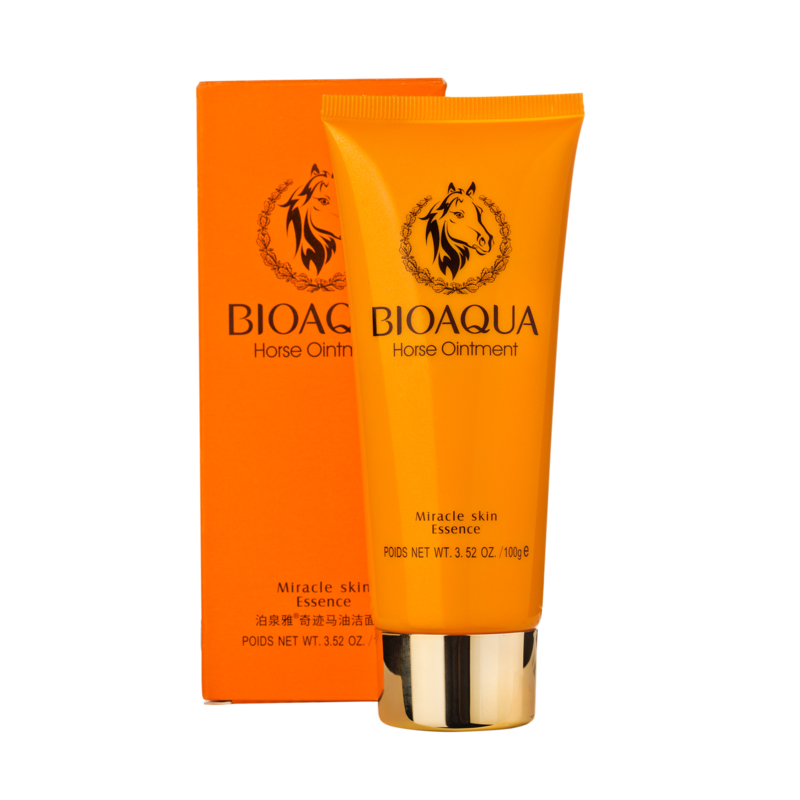 BIOAQUA
Horse Ointment
Miracle skin
Essence
POIDS NET WT. 3. 52 OZ. /100g e
BIOAQ
Horse Ointm
Miracle skin
Essence
泊泉雅®奇迹马油洁面
POIDS NET WT. 3.52 OZ. /